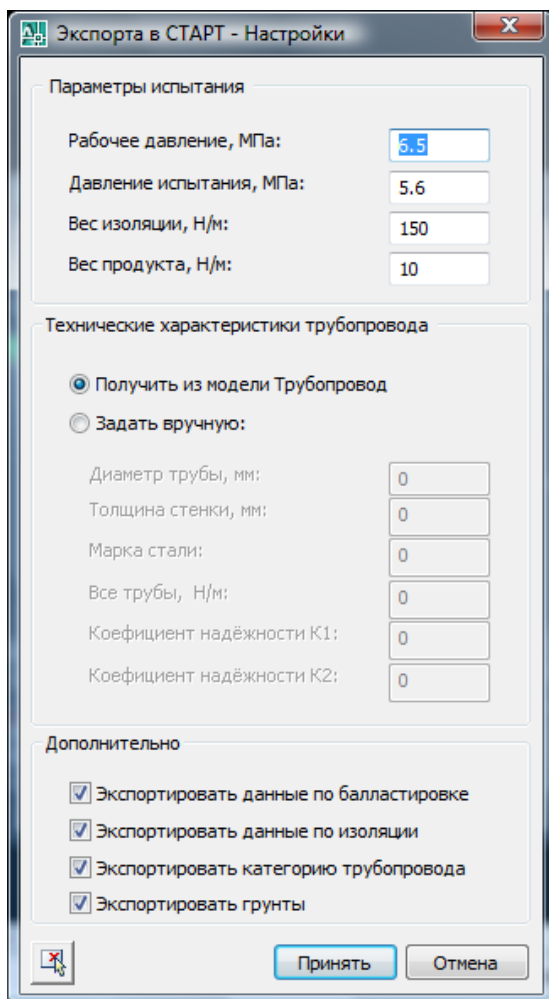 Экспорта в СТАРТ - Настройки
Параметры испытания
Рабочее давление, МПа: 6.5
Давление испытания, МПа: 5.6
Вес изоляции, Н/м: 150
Вес продукта, Н/м: 10
Технические характеристики трубопровода
Получить из модели Трубопровод
Задать вручную:
Диаметр трубы, мм: 0
Толщина стенки, мм: 0
Марка стали: 0
Все трубы, Н/м: 0
Коефициент надёжности К1: 0
Коефициент надёжности К2: 0
Дополнительно
Экспортировать данные по балластировке
Экспортировать данные по изоляции
Экспортировать категорию трубопровода
Экспортировать грунты
Принять Отмена